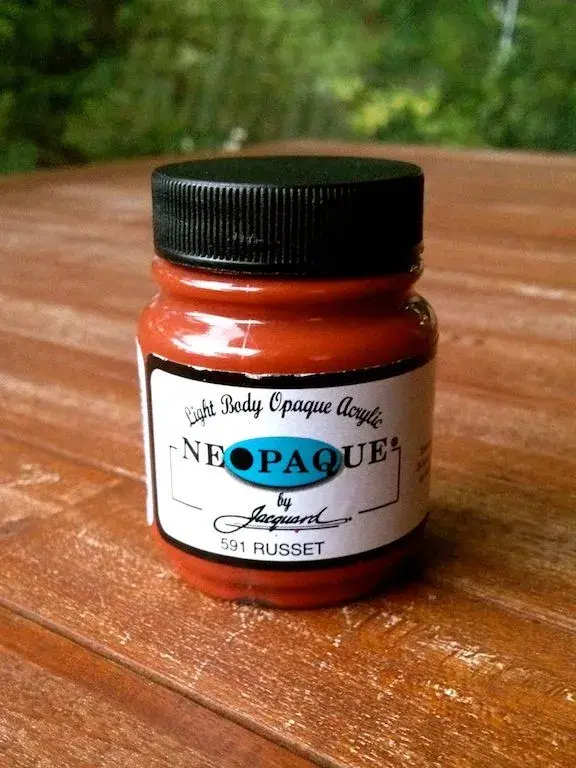 Light Body Opaque Acrylic
NEOPAQUE
by
Jacquard
591 RUSSET